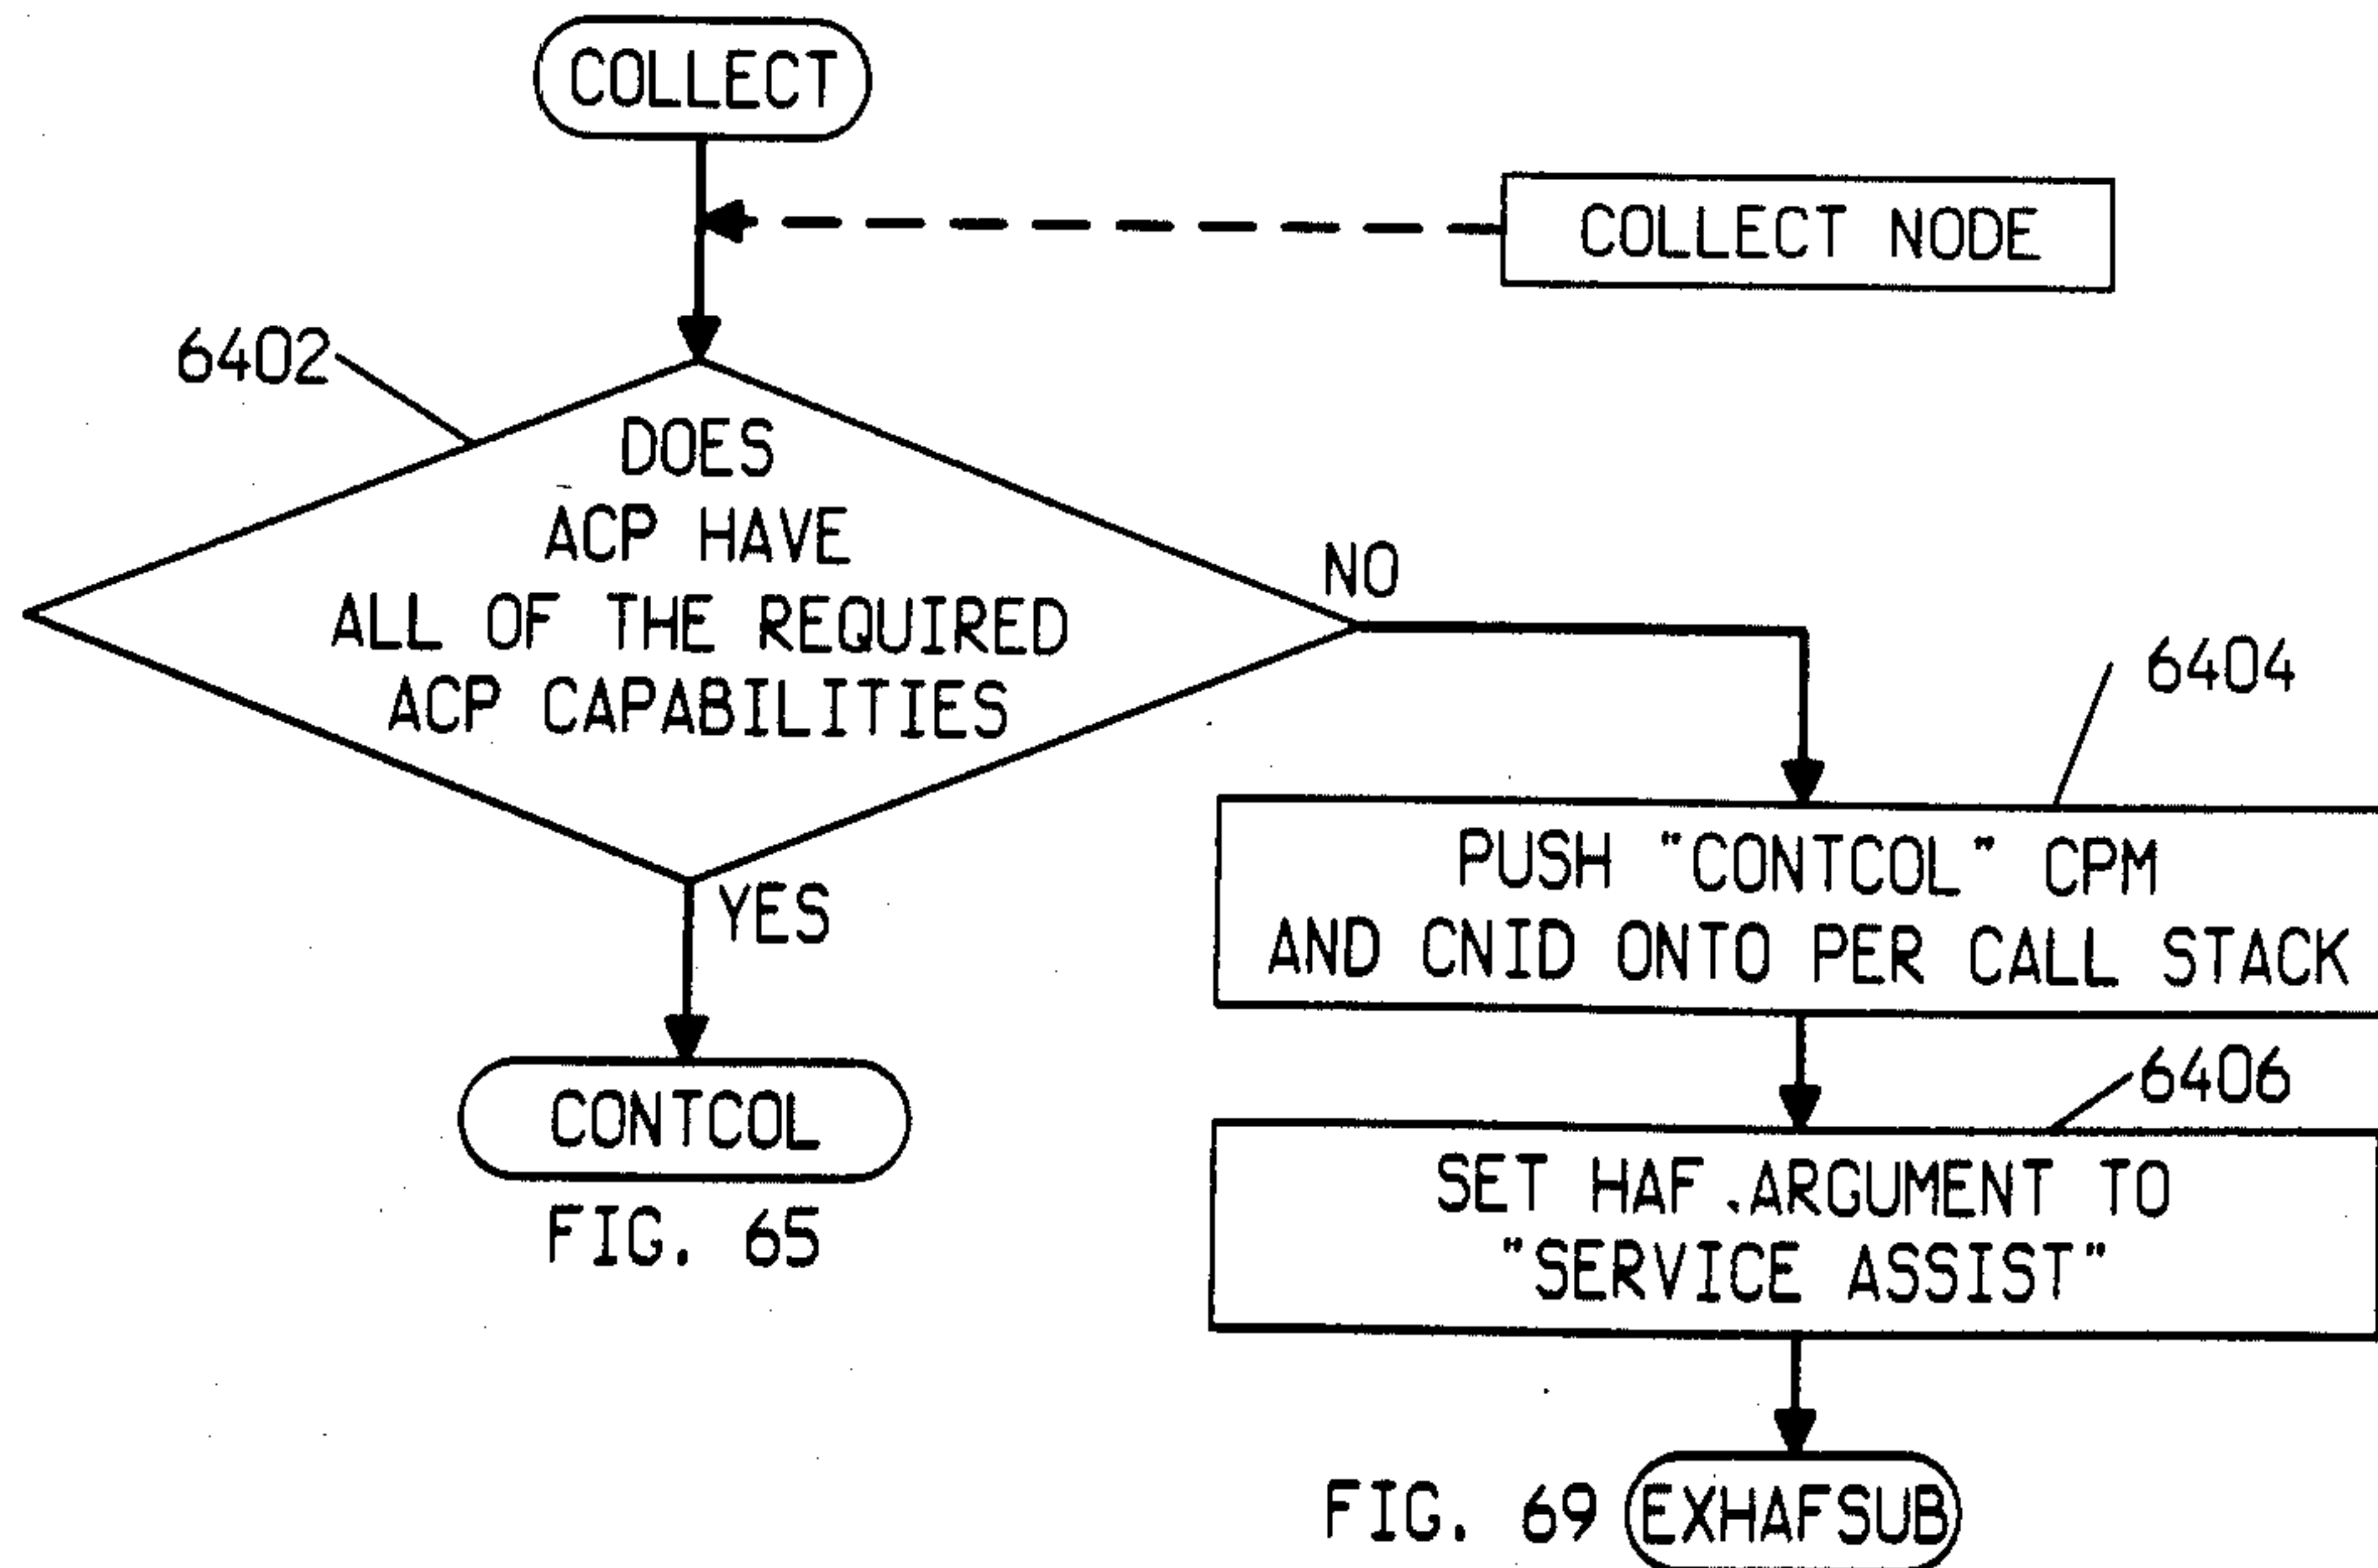 COLLECT
COLLECT NODE
6402
DOES
ACP HAVE
ALL OF THE REQUIRED
ACP CAPABILITIES
NO
YES
6404
PUSH "CONTCOL" CPM
AND CNID ONTO PER CALL STACK
CONTCOL
FIG. 65
6406
SET HAF.ARGUMENT TO
"SERVICE ASSIST"
FIG. 69 EXHAFSUB